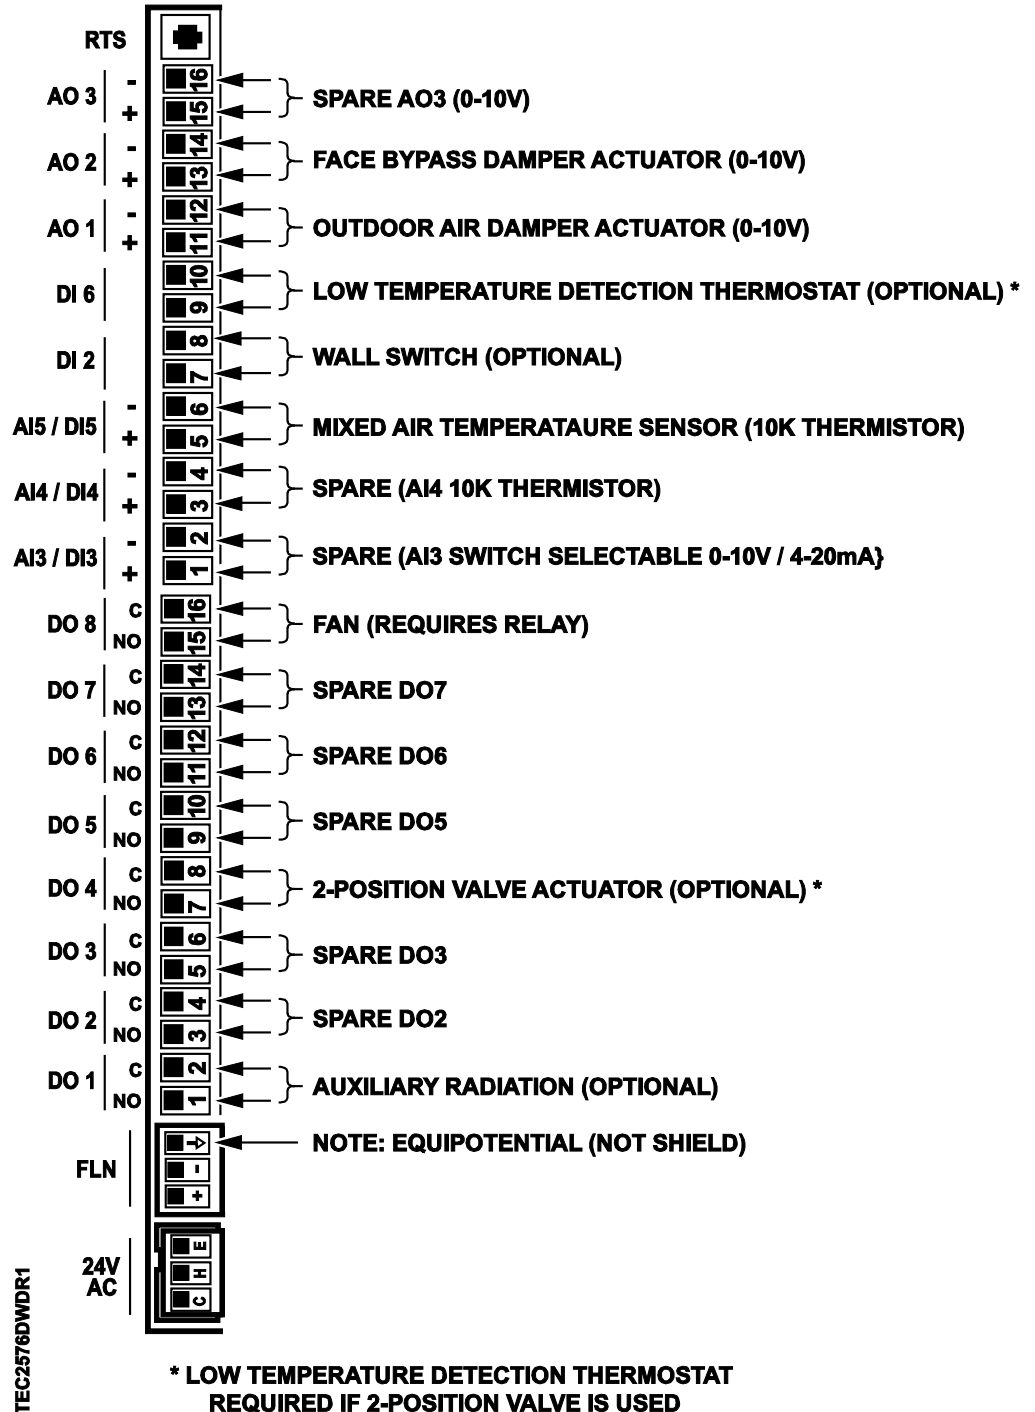 RTS
AO 3 - 16 SPARE AO3 (0-10V)
+ 15
AO 2 - 14 FACE BYPASS DAMPER ACTUATOR (0-10V)
+ 13
AO 1 - 12 OUTDOOR AIR DAMPER ACTUATOR (0-10V)
+ 11
DI 6 10 LOW TEMPERATURE DETECTION THERMOSTAT (OPTIONAL) *
9
DI 2 8 WALL SWITCH (OPTIONAL)
7
AI5 / DI5 - 6 MIXED AIR TEMPERATAURE SENSOR (10K THERMISTOR)
+ 5
AI4 / DI4 - 4 SPARE (AI4 10K THERMISTOR)
+ 3
AI3 / DI3 - 2 SPARE (AI3 SWITCH SELECTABLE 0-10V / 4-20mA}
+ 1
DO 8 C 16 FAN (REQUIRES RELAY)
NO 15
DO 7 C 14 SPARE DO7
NO 13
DO 6 C 12 SPARE DO6
NO 11
DO 5 C 10 SPARE DO5
NO 9
DO 4 C 8 2-POSITION VALVE ACTUATOR (OPTIONAL) *
NO 7
DO 3 C 6 SPARE DO3
NO 5
DO 2 C 4 SPARE DO2
NO 3
DO 1 C 2 AUXILIARY RADIATION (OPTIONAL)
NO 1
NOTE: EQUIPOTENTIAL (NOT SHIELD)
FLN -
+
24V E
AC H
C
TEC2576DWDR1
* LOW TEMPERATURE DETECTION THERMOSTAT
REQUIRED IF 2-POSITION VALVE IS USED